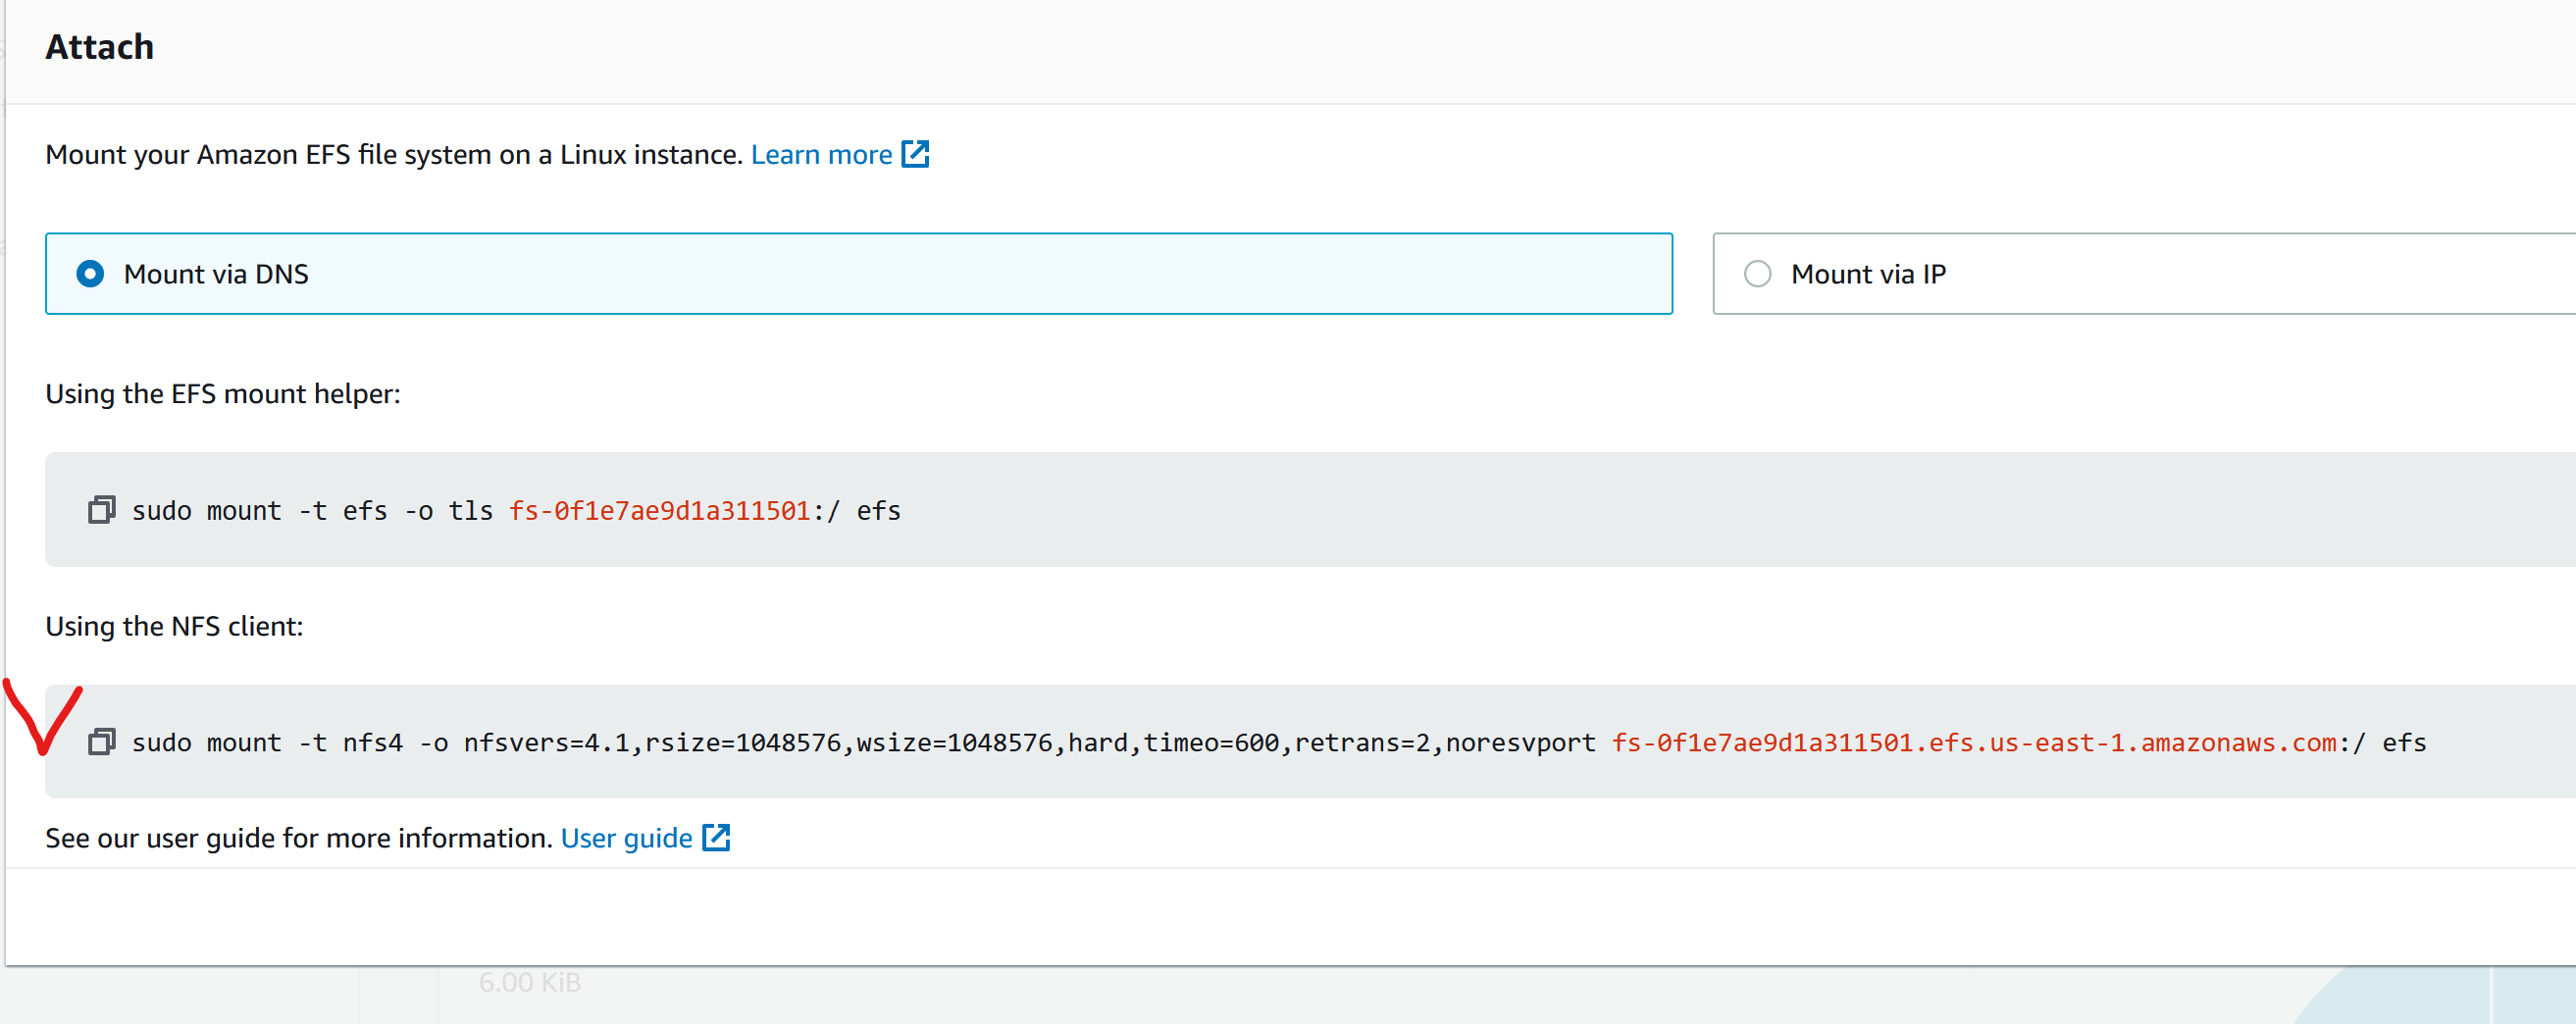 Attach
Mount your Amazon EFS file system on a Linux instance. Learn more
Mount via DNS
Mount via IP
Using the EFS mount helper:
sudo mount -t efs -o tls fs-0f1e7ae9d1a311501:/ efs
Using the NFS client:
sudo mount -t nfs4 -o nfsvers=4.1,rsize=1048576,wsize=1048576,hard,timeo=600,retrans=2,noresvport fs-0f1e7ae9d1a311501.efs.us-east-1.amazonaws.com:/ efs
See our user guide for more information. User guide
6.00 KiB